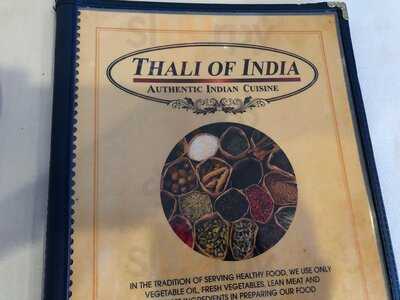 THALI OF INDIA
AUTHENTIC INDIAN CUISINE
IN THE TRADITION OF SERVING HEALTHY FOOD, WE USE ONLY
VEGETABLE OIL, FRESH VEGETABLES, LEAN MEAT AND
INGREDIENTS IN PREPARING OUR FOOD